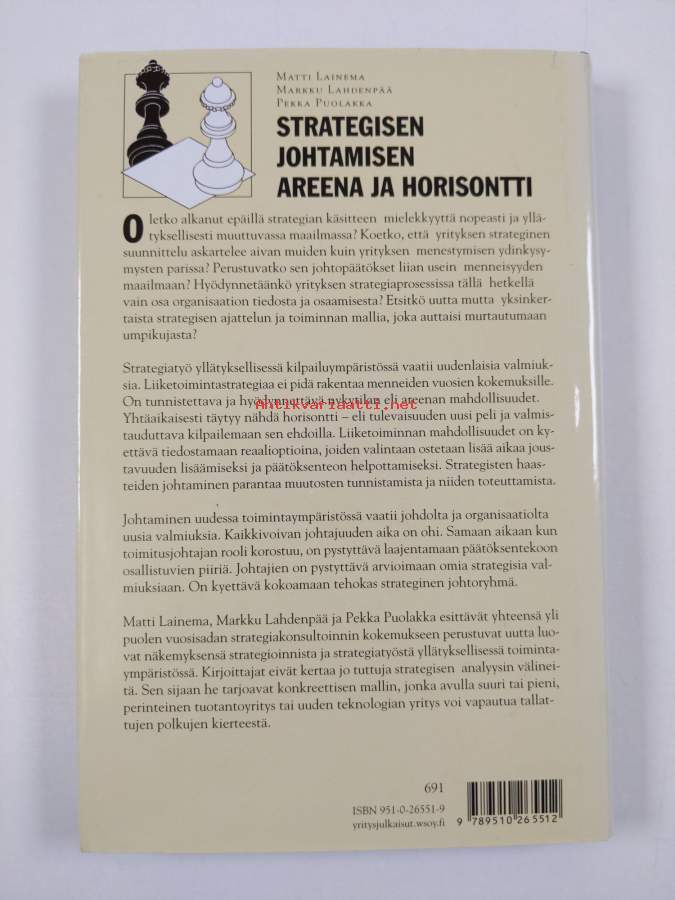 MATTI LAINEMA
MARKKU LAHDENPÄÄ
PEKKA PUOLAKKA
STRATEGISEN
JOHTAMISEN
AREENA JA HORISONTTI
Oletko alkanut epäillä strategian käsitteen mielekkyyttä nopeasti ja yllä-
tyksellisesti muuttuvassa maailmassa? Koetko, että yrityksen strateginen
suunnittelu askartelee aivan muiden kuin yrityksen menestymisen ydinkysy-
mysten parissa? Perustuvatko sen johtopäätökset liian usein menneisyyden
maailmaan? Hyödynnetäänkö yrityksen strategiaprosessissa tällä hetkellä
vain osa organisaation tiedosta ja osaamisesta? Etsitkö uutta mutta yksinker-
taista strategisen ajattelun ja toiminnan mallia, joka auttaisi murtautumaan
umpikujasta?
Strategiatyö yllätyksellisessä kilpailuympäristössä vaatii uudenlaisia valmiuk-
sia. Liiketoimintastrategiaa ei pidä rakentaa menneiden vuosien kokemuksille.
On tunnistettava ja hyödynnettävä nykytilan eli areenan mahdollisuudet.
Antikvariaatti.net
Yhtäaikaisesti täytyy nähdä horisontti – eli tulevaisuuden uusi peli ja valmis-
tauduttava kilpailemaan sen ehdoilla. Liiketoiminnan mahdollisuudet on ky-
ettävä tiedostamaan reaalioptioina, joiden valintaan ostetaan lisää aikaa jous-
tavuuden lisäämiseksi ja päätöksenteon helpottamiseksi. Strategisten haas-
teiden johtaminen parantaa muutosten tunnistamista ja niiden toteuttamista.
Johtaminen uudessa toimintaympäristössä vaatii johdolta ja organisaatiolta
uusia valmiuksia. Kaikkivoivan johtajuuden aika on ohi. Samaan aikaan kun
toimitusjohtajan rooli korostuu, on pystyttävä laajentamaan päätöksentekoon
osallistuvien piiriä. Johtajien on pystyttävä arvioimaan omia strategisia val-
miuksiaan. On kyettävä kokoamaan tehokas strateginen johtoryhmä.
Matti Lainema, Markku Lahdenpää ja Pekka Puolakka esittävät yhteensä yli
puolen vuosisadan strategiakonsultoinnin kokemukseen perustuvat uutta luo-
vat näkemyksensä strategioinnista ja strategiatyöstä yllätyksellisessä toiminta-
ympäristössä. Kirjoittajat eivät kertaa jo tuttuja strategisen analyysin välinei-
tä. Sen sijaan he tarjoavat konkreettisen mallin, jonka avulla suuri tai pieni,
perinteinen tuotantoyritys tai uuden teknologian yritys voi vapautua tallat-
tujen polkujen kierteestä.
691
ISBN 951-0-26551-9
yritysjulkaisut.wsoy.fi
9 789510 265512